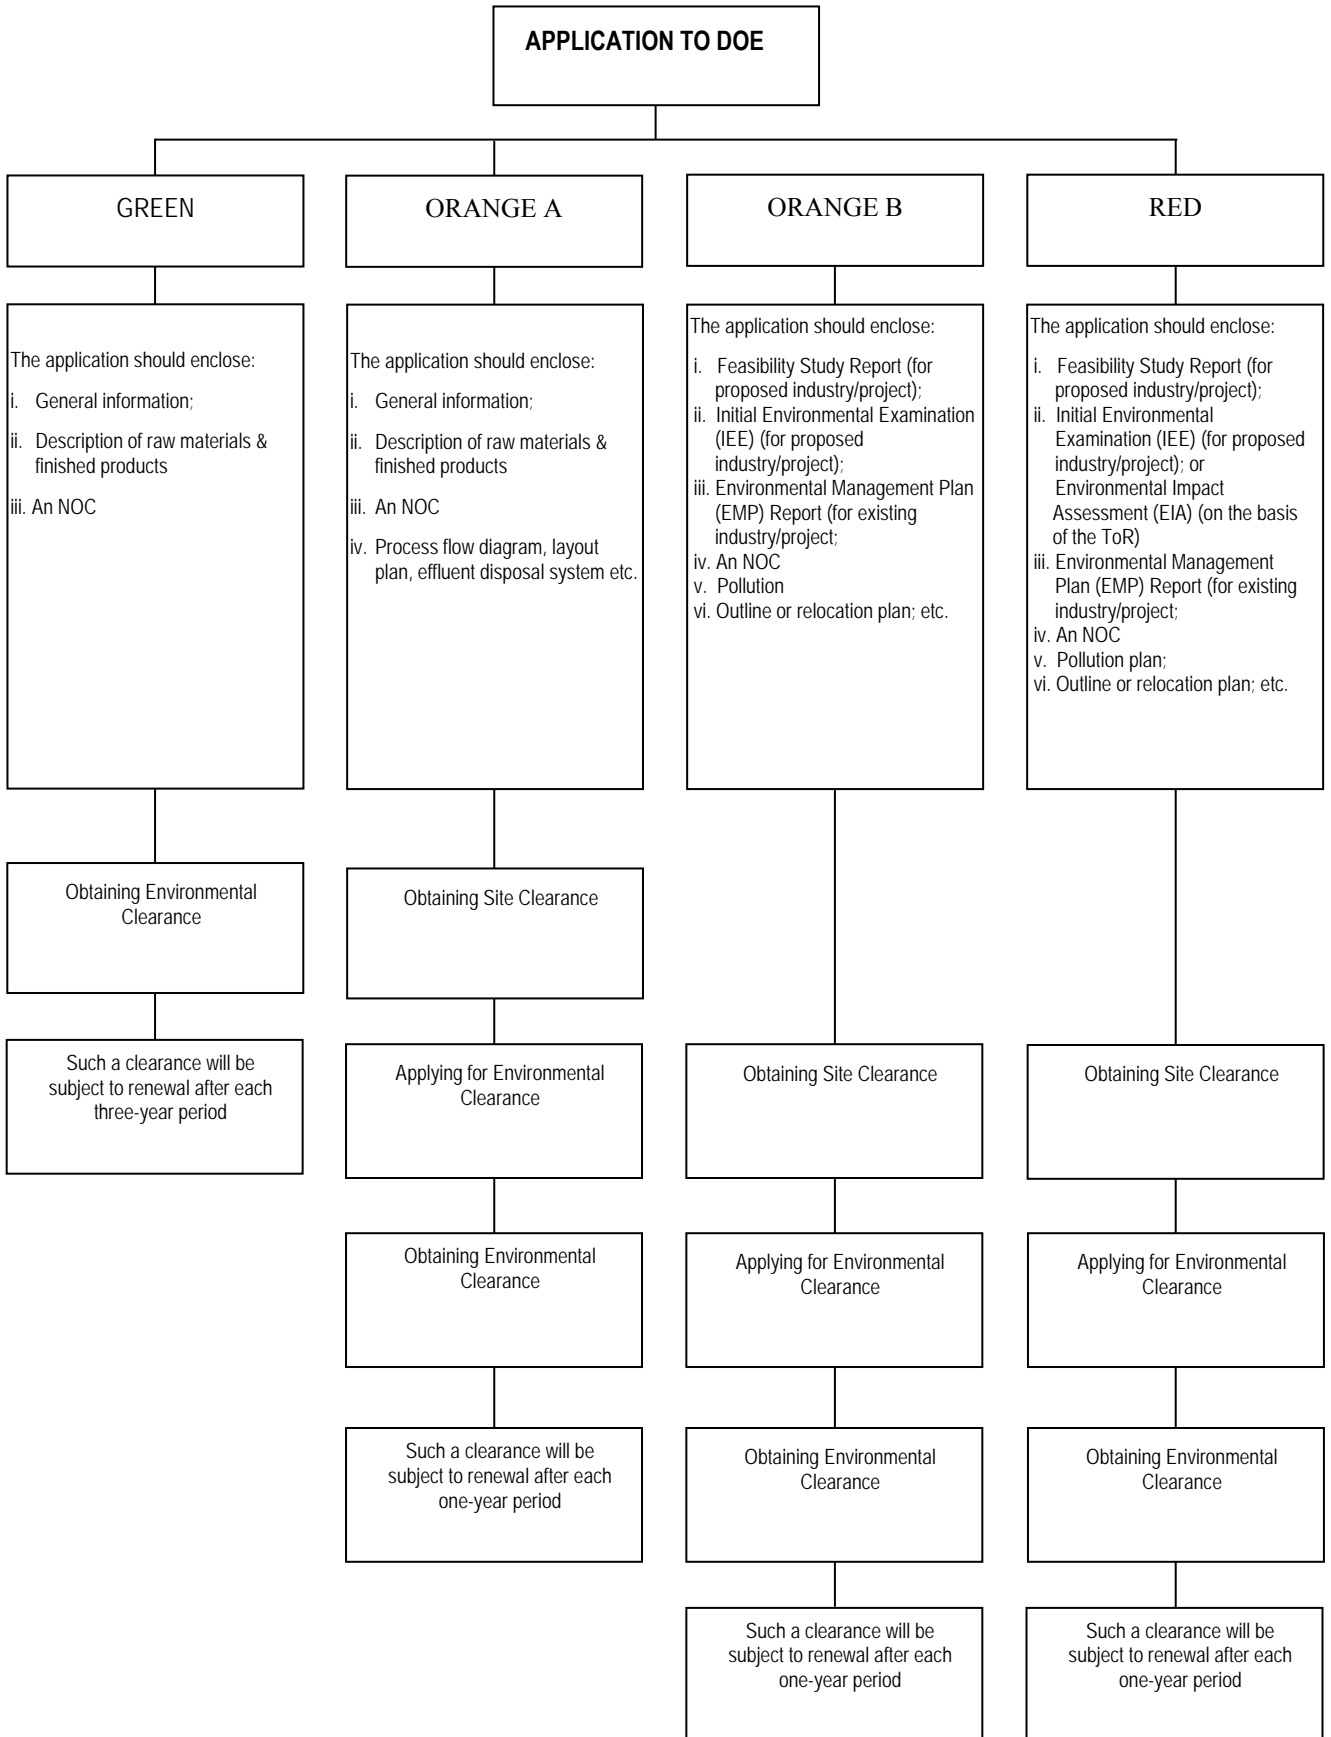 APPLICATION TO DOE
GREEN
ORANGE A
ORANGE B
RED
The application should enclose:
i. General information;
ii. Description of raw materials &
finished products
iii. An NOC
The application should enclose:
i. General information;
ii. Description of raw materials &
finished products
iii. An NOC
iv. Process flow diagram, layout
plan, effluent disposal system etc.
The application should enclose:
i. Feasibility Study Report (for
proposed industry/project);
ii. Initial Environmental Examination
(IEE) (for proposed
industry/project);
iii. Environmental Management Plan
(EMP) Report (for existing
industry/project;
iv. An NOC
v. Pollution
vi. Outline or relocation plan; etc.
The application should enclose:
i. Feasibility Study Report (for
proposed industry/project);
ii. Initial Environmental
Examination (IEE) (for proposed
industry/project); or
Environmental Impact
Assessment (EIA) (on the basis
of the ToR)
iii. Environmental Management
Plan (EMP) Report (for existing
industry/project;
iv. An NOC
v. Pollution plan;
vi. Outline or relocation plan; etc.
Obtaining Environmental
Clearance
Such a clearance will be
subject to renewal after each
three-year period
Obtaining Site Clearance
Applying for Environmental
Clearance
Obtaining Environmental
Clearance
Such a clearance will be
subject to renewal after each
one-year period
Obtaining Site Clearance
Applying for Environmental
Clearance
Obtaining Environmental
Clearance
Such a clearance will be
subject to renewal after each
one-year period
Obtaining Site Clearance
Applying for Environmental
Clearance
Obtaining Environmental
Clearance
Such a clearance will be
subject to renewal after each
one-year period